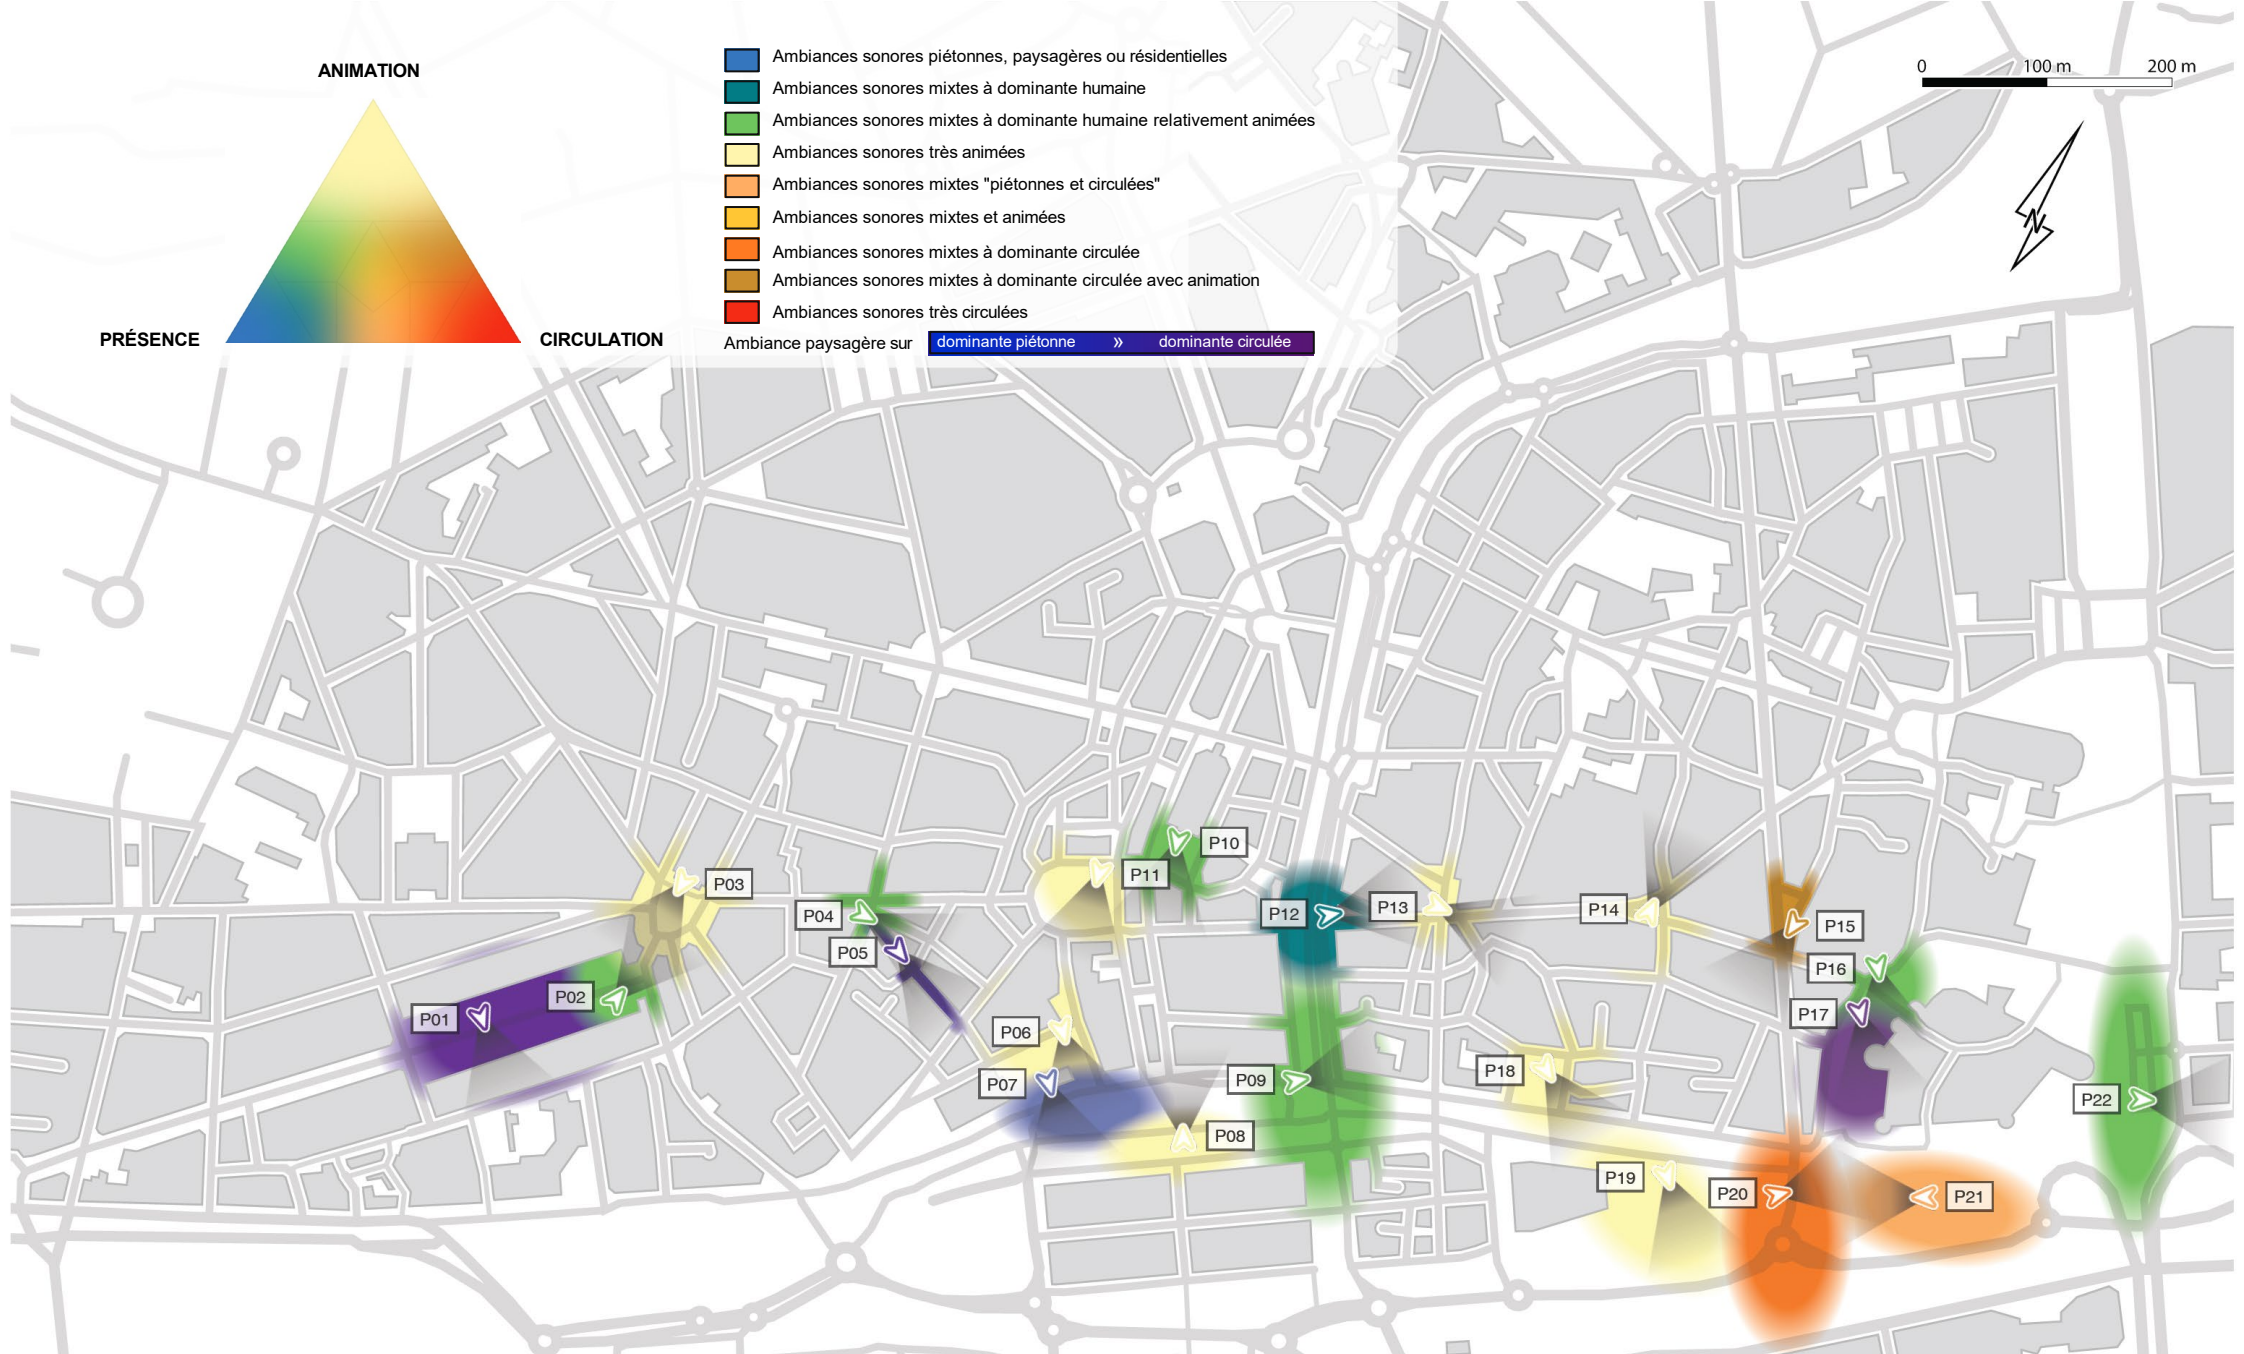 ANIMATION
PRÉSENCE
CIRCULATION
Ambiances sonores piétonnes, paysagères ou résidentielles
Ambiances sonores mixtes à dominante humaine
Ambiances sonores mixtes à dominante humaine relativement animées
Ambiances sonores très animées
Ambiances sonores mixtes "piétonnes et circulées"
Ambiances sonores mixtes et animées
Ambiances sonores mixtes à dominante circulée
Ambiances sonores mixtes à dominante circulée avec animation
Ambiances sonores très circulées
Ambiance paysagère sur dominante piétonne » dominante circulée
0 100 m 200 m
N
P10
P11
P03
P04
P12
P13
P14
P15
P05
P16
P02
P01
P17
P06
P07
P09
P18
P22
P08
P19
P20
P21